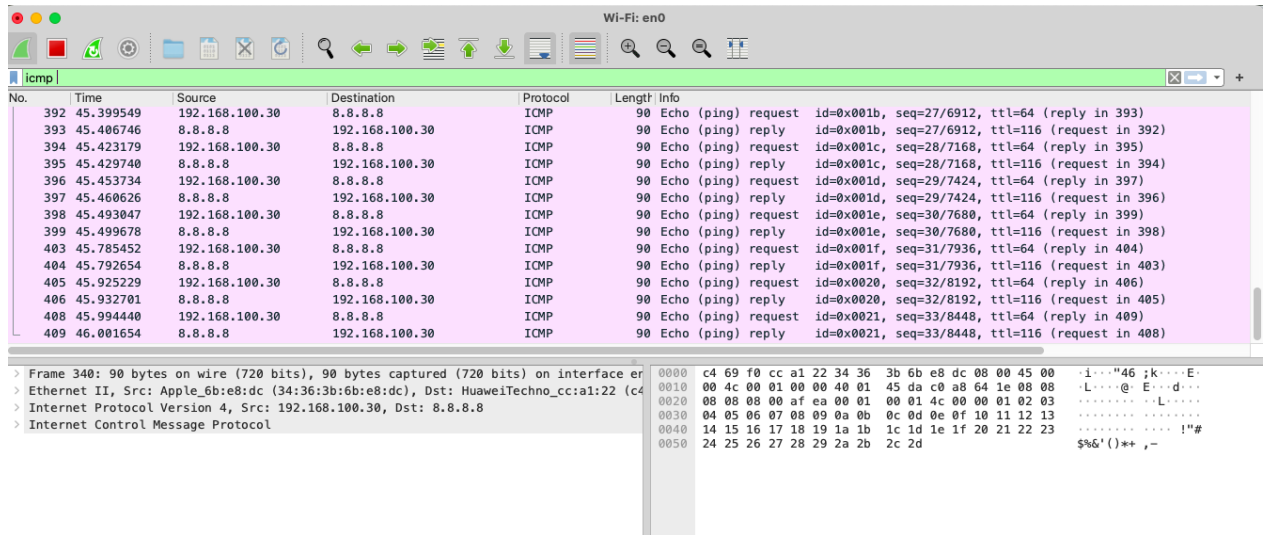 Wi-Fi: en0
icmp
No. Time Source Destination Protocol Length Info
392 45.399549 192.168.100.30 8.8.8.8 ICMP 90 Echo (ping) request id=0x001b, seq=27/6912, ttl=64 (reply in 393)
393 45.406746 8.8.8.8 192.168.100.30 ICMP 90 Echo (ping) reply id=0x001b, seq=27/6912, ttl=116 (request in 392)
394 45.423179 192.168.100.30 8.8.8.8 ICMP 90 Echo (ping) request id=0x001c, seq=28/7168, ttl=64 (reply in 395)
395 45.429740 8.8.8.8 192.168.100.30 ICMP 90 Echo (ping) reply id=0x001c, seq=28/7168, ttl=116 (request in 394)
396 45.453734 192.168.100.30 8.8.8.8 ICMP 90 Echo (ping) request id=0x001d, seq=29/7424, ttl=64 (reply in 397)
397 45.460626 8.8.8.8 192.168.100.30 ICMP 90 Echo (ping) reply id=0x001d, seq=29/7424, ttl=116 (request in 396)
398 45.493047 192.168.100.30 8.8.8.8 ICMP 90 Echo (ping) request id=0x001e, seq=30/7680, ttl=64 (reply in 399)
399 45.499678 8.8.8.8 192.168.100.30 ICMP 90 Echo (ping) reply id=0x001e, seq=30/7680, ttl=116 (request in 398)
403 45.785452 192.168.100.30 8.8.8.8 ICMP 90 Echo (ping) request id=0x001f, seq=31/7936, ttl=64 (reply in 404)
404 45.792654 8.8.8.8 192.168.100.30 ICMP 90 Echo (ping) reply id=0x001f, seq=31/7936, ttl=116 (request in 403)
405 45.925229 192.168.100.30 8.8.8.8 ICMP 90 Echo (ping) request id=0x0020, seq=32/8192, ttl=64 (reply in 406)
406 45.932701 8.8.8.8 192.168.100.30 ICMP 90 Echo (ping) reply id=0x0020, seq=32/8192, ttl=116 (request in 405)
408 45.994440 192.168.100.30 8.8.8.8 ICMP 90 Echo (ping) request id=0x0021, seq=33/8448, ttl=64 (reply in 409)
409 46.001654 8.8.8.8 192.168.100.30 ICMP 90 Echo (ping) reply id=0x0021, seq=33/8448, ttl=116 (request in 408)
Frame 340: 90 bytes on wire (720 bits), 90 bytes captured (720 bits) on interface en
Ethernet II, Src: Apple_6b:e8:dc (34:36:3b:6b:e8:dc), Dst: HuaweiTechno_cc:a1:22 (c4
Internet Protocol Version 4, Src: 192.168.100.30, Dst: 8.8.8.8
Internet Control Message Protocol
0000 c4 69 f0 cc a1 22 34 36 3b 6b e8 dc 08 00 45 00 ·i···"46 ;k····E·
0010 00 4c 00 01 00 00 40 01 45 da c0 a8 64 1e 08 08 ·L····@· E···d···
0020 08 08 08 00 af ea 00 01 00 01 4c 00 00 01 02 03 ········ ··L·····
0030 04 05 06 07 08 09 0a 0b 0c 0d 0e 0f 10 11 12 13 ········ ········
0040 14 15 16 17 18 19 1a 1b 1c 1d 1e 1f 20 21 22 23 ········ ···· !"#
0050 24 25 26 27 28 29 2a 2b 2c 2d $%&'()*+ ,-